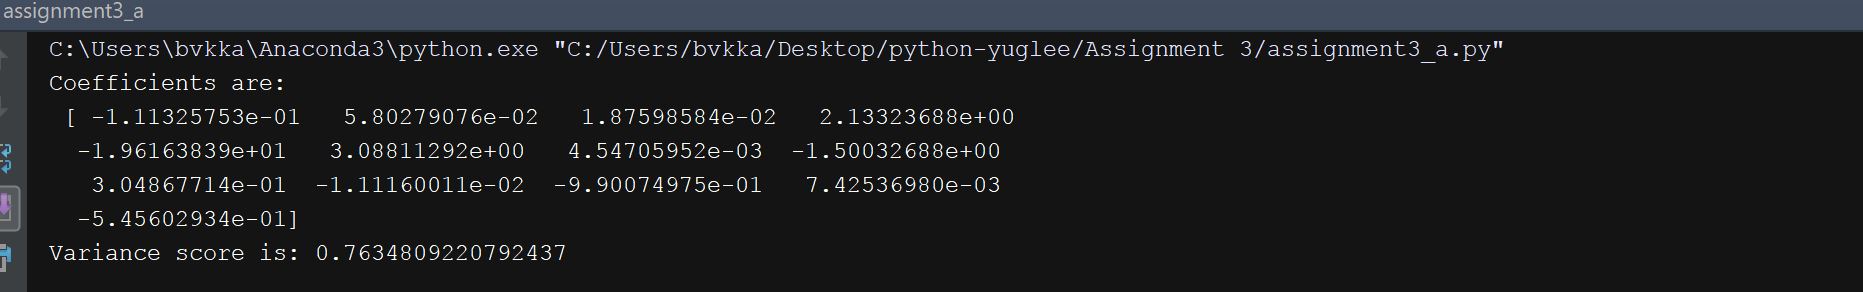 assignment3_a
C:\Users\bvkka\Anaconda3\python.exe "C:/Users/bvkka/Desktop/python-yuglee/Assignment 3/assignment3_a.py"
Coefficients are:
[ -1.11325753e-01   5.80279076e-02   1.87598584e-02   2.13323688e+00
-1.96163839e+01   3.08811292e+00   4.54705952e-03  -1.50032688e+00
3.04867714e-01  -1.11160011e-02  -9.90074975e-01   7.42536980e-03
-5.45602934e-01]
Variance score is: 0.7634809220792437